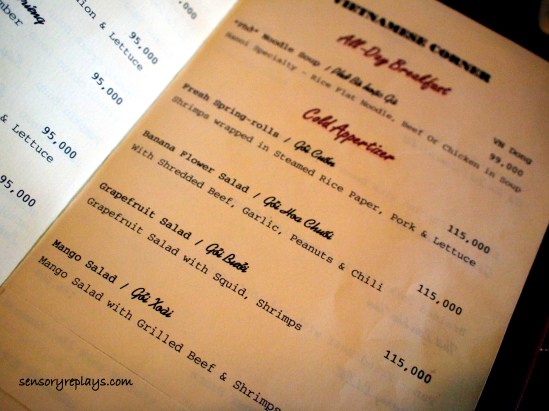 ion & Lettuce
95,000
mber
95,000
95,000
& Lettuce
95,000
VIETNAMESE CORNER
All-Day Breakfast
VN Dong
"Phở" Noodle Soup / Phở Bò hoặc Gà
99,000
Hanoi Specialty - Rice Flat Noodle, Beef Or Chicken in Soup
Cold Appetizer
Fresh Spring-rolls / Gỏi Cuốn
115,000
Shrimps wrapped in Steamed Rice Paper, Pork & Lettuce
Banana Flower Salad / Gỏi Hoa Chuối
115,000
With Shredded Beef, Garlic, Peanuts & Chili
Grapefruit Salad / Gỏi Bưởi
115,000
Grapefruit Salad with Squid, Shrimps
Mango Salad / Gỏi Xoài
Mango Salad with Grilled Beef & Shrimps
sensoryreplays.com